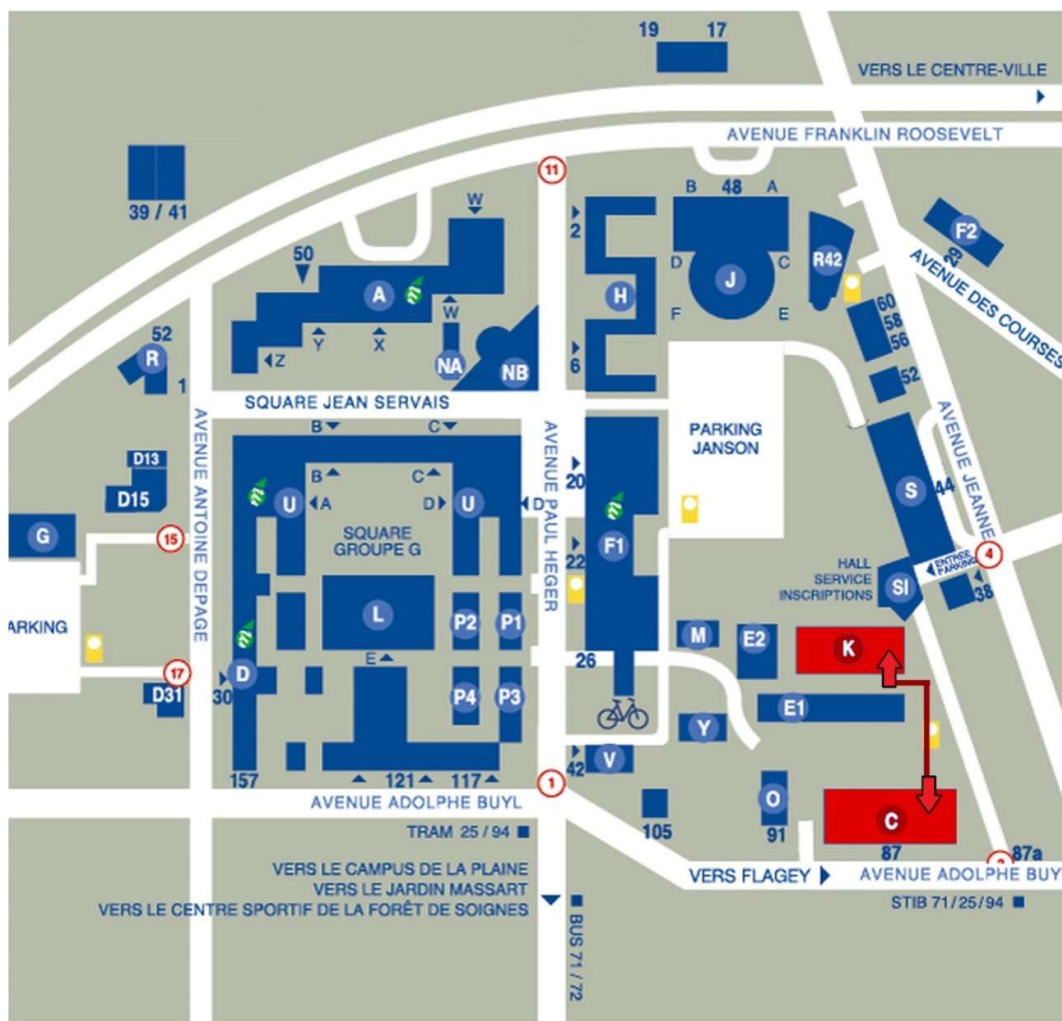 19 17
VERS LE CENTRE-VILLE
AVENUE FRANKLIN ROOSEVELT
11
39 / 41
W
B 48 A
2
F2
29
50
R42
AVENUE DES COURSES
A
D J C
H
W
F E
60
58
56
52
R
1
Y X
Z
NA
NB
6
52
SQUARE JEAN SERVAIS
AVENUE ANTOINE DEPAGE
AVENUE PAUL HEGER
PARKING
JANSON
AVENUE JEANNE
B C
D13
D15
B C
20
S
44
U A D U D
G
15
SQUARE
GROUPE G
F1
22
4
ENTREE
PARKING
HALL
SERVICE
INSCRIPTIONS
SI
38
ARKING
L
P2 P1
M
E2
K
E
26
17
D
30
D31
P4 P3
E1
Y
V
42
157 121 117
1
O
91
C
87
87a
AVENUE ADOLPHE BUYL
105
TRAM 25 / 94
VERS FLAGEY
AVENUE ADOLPHE BUY
VERS LE CAMPUS DE LA PLAINE
VERS LE JARDIN MASSART
VERS LE CENTRE SPORTIF DE LA FORÊT DE SOIGNES
BUS 71 / 72
STIB 71/25/94